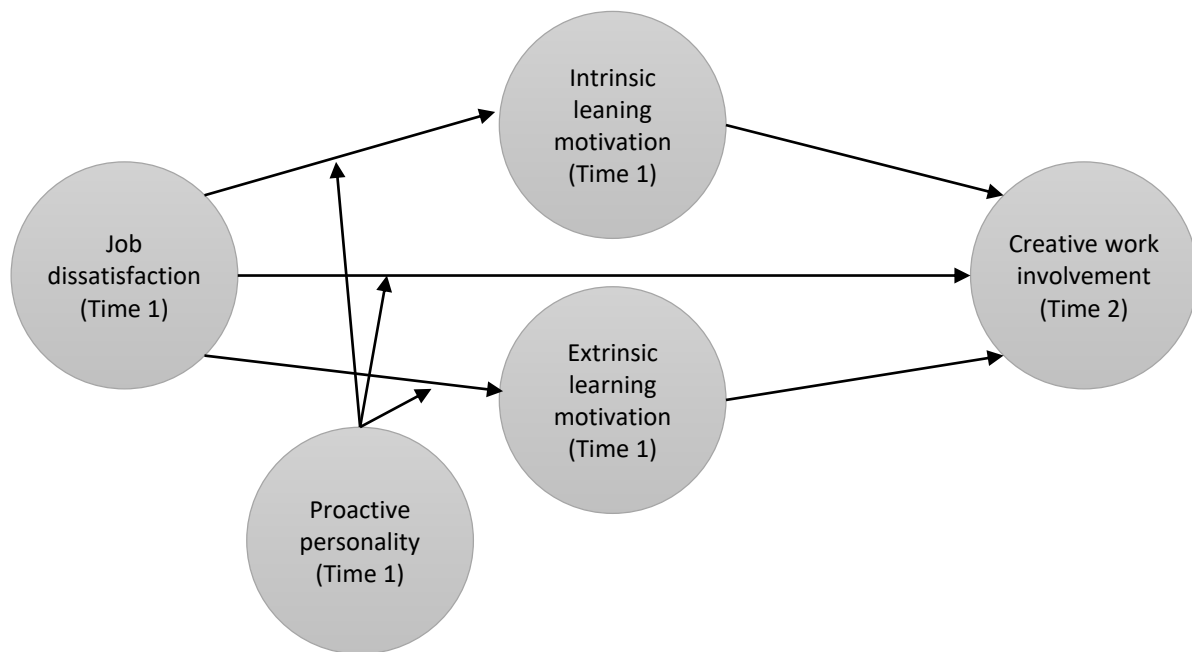 Intrinsic
leaning
motivation
(Time 1)
Job
dissatisfaction
(Time 1)
Creative work
involvement
(Time 2)
Extrinsic
learning
motivation
(Time 1)
Proactive
personality
(Time 1)